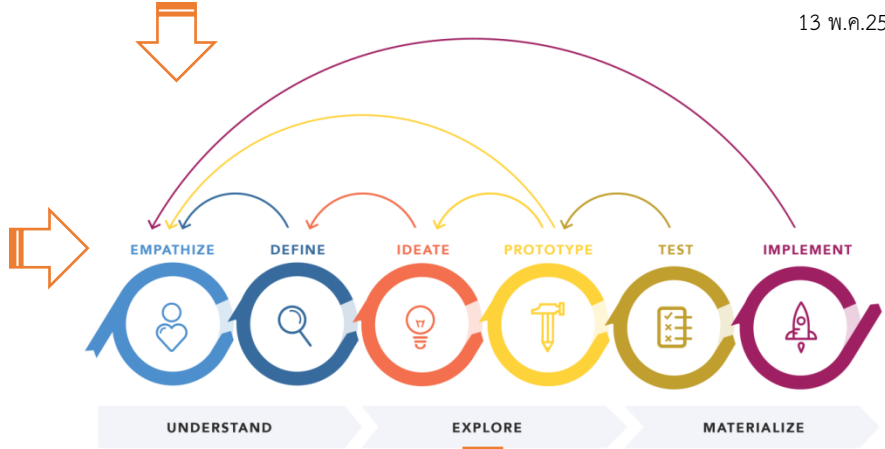 13 พ.ค.25
EMPATHIZE DEFINE IDEATE PROTOTYPE TEST IMPLEMENT
UNDERSTAND EXPLORE MATERIALIZE